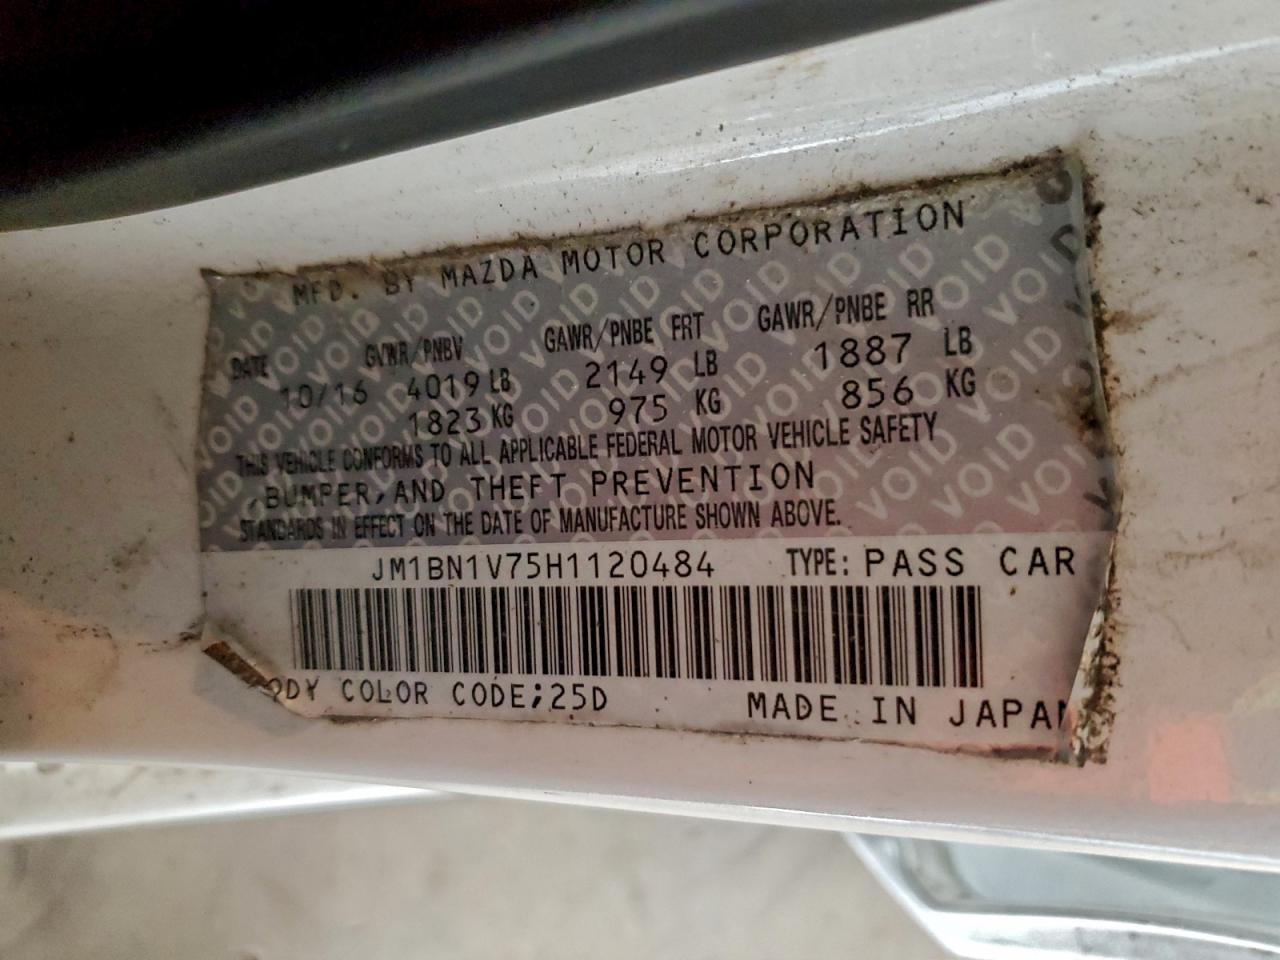 MFD. BY MAZDA MOTOR CORPORATION
DATE GVWR/PNBV GAWR/PNBE FRT GAWR/PNBE RR
10/16 4019 LB 2149 LB 1887 LB
1823 KG 975 KG 856 KG
THIS VEHICLE CONFORMS TO ALL APPLICABLE FEDERAL MOTOR VEHICLE SAFETY
,BUMPER,AND THEFT PREVENTION
STANDARDS IN EFFECT ON THE DATE OF MANUFACTURE SHOWN ABOVE.
JM1BN1V75H1120484 TYPE: PASS CAR
ODY COLOR CODE;25D MADE IN JAPAN